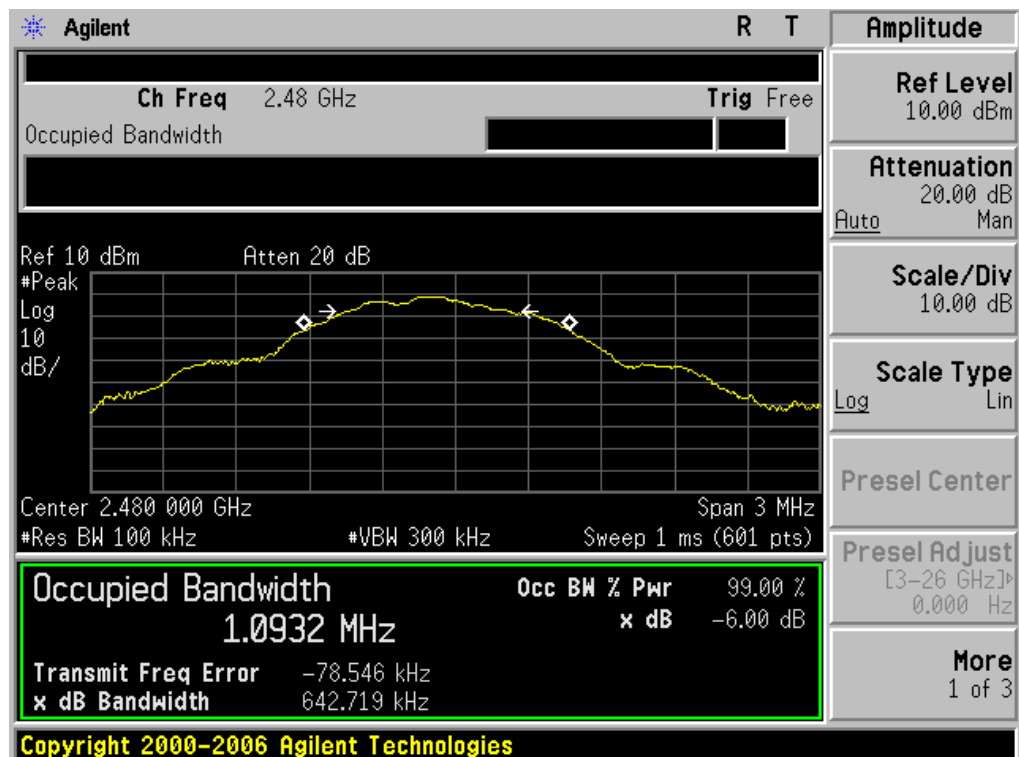 Agilent R T
Ch Freq 2.48 GHz Trig Free
Occupied Bandwidth
Ref 10 dBm Atten 20 dB
#Peak
Log
10
dB/
Center 2.480 000 GHz Span 3 MHz
#Res BW 100 kHz #VBW 300 kHz Sweep 1 ms (601 pts)
Occupied Bandwidth
1.0932 MHz
Occ BW % Pwr 99.00 %
x dB -6.00 dB
Transmit Freq Error -78.546 kHz
x dB Bandwidth 642.719 kHz
Copyright 2000-2006 Agilent Technologies
Amplitude
Ref Level
10.00 dBm
Attenuation
20.00 dB
Auto Man
Scale/Div
10.00 dB
Scale Type
Log Lin
Presel Center
Presel Adjust
[3-26 GHz]
0.000 Hz
More
1 of 3